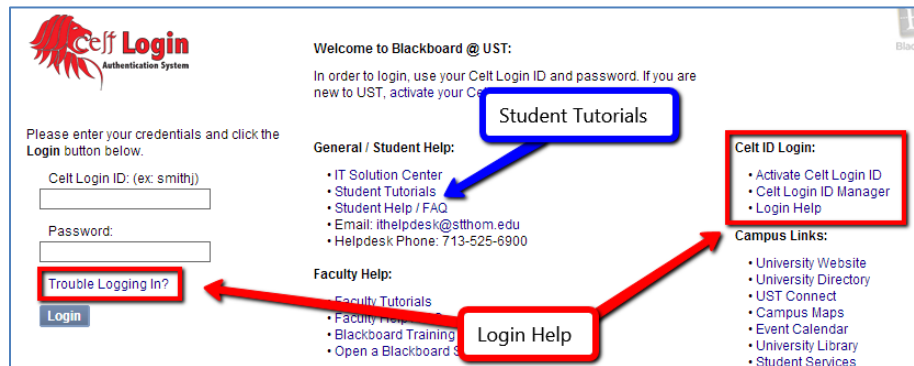 Celt Login
Authentication System
Please enter your credentials and click the
Login button below.
Celt Login ID: (ex: smithj)
Password:
Trouble Logging In?
Login
Welcome to Blackboard @ UST:
In order to login, use your Celt Login ID and password. If you are
new to UST, activate your Ce
Student Tutorials
General / Student Help:
• IT Solution Center
• Student Tutorials
• Student Help / FAQ
• Email: ithelpdesk@stthom.edu
• Helpdesk Phone: 713-525-6900
Faculty Help:
• Faculty Tutorials
• Faculty Help
• Blackboard Training
• Open a Blackboard S
Login Help
Celt ID Login:
• Activate Celt Login ID
• Celt Login ID Manager
• Login Help
Campus Links:
• University Website
• University Directory
• UST Connect
• Campus Maps
• Event Calendar
• University Library
• Student Services